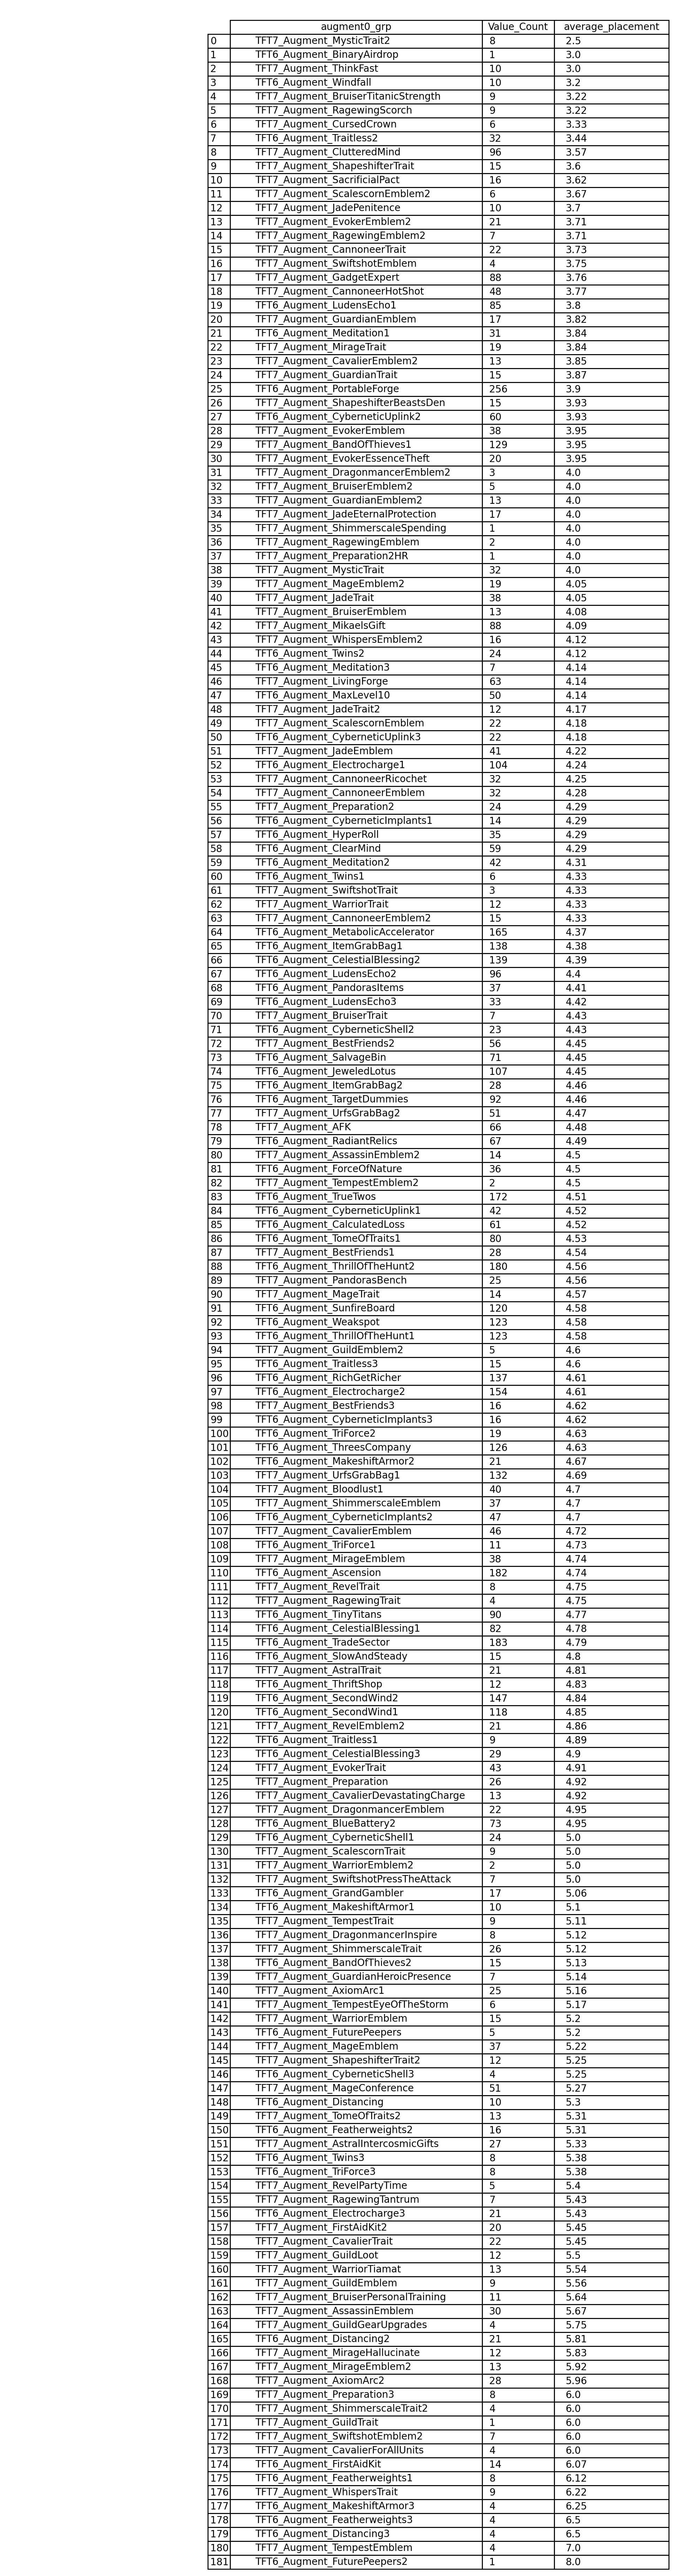 augment0_grp Value_Count average_placement
0 TFT7_Augment_MysticTrait2 8 2.5
1 TFT6_Augment_BinaryAirdrop 1 3.0
2 TFT7_Augment_ThinkFast 10 3.0
3 TFT6_Augment_Windfall 10 3.2
4 TFT7_Augment_BruiserTitanicStrength 9 3.22
5 TFT7_Augment_RagewingScorch 9 3.22
6 TFT7_Augment_CursedCrown 6 3.33
7 TFT6_Augment_Traitless2 32 3.44
8 TFT7_Augment_ClutteredMind 96 3.57
9 TFT7_Augment_ShapeshifterTrait 15 3.6
10 TFT7_Augment_SacrificialPact 16 3.62
11 TFT7_Augment_ScalescornEmblem2 6 3.67
12 TFT7_Augment_JadePenitence 10 3.7
13 TFT7_Augment_EvokerEmblem2 21 3.71
14 TFT7_Augment_RagewingEmblem2 7 3.71
15 TFT7_Augment_CannoneerTrait 22 3.73
16 TFT7_Augment_SwiftshotEmblem 4 3.75
17 TFT7_Augment_GadgetExpert 88 3.76
18 TFT7_Augment_CannoneerHotShot 48 3.77
19 TFT6_Augment_LudensEcho1 85 3.8
20 TFT7_Augment_GuardianEmblem 17 3.82
21 TFT6_Augment_Meditation1 31 3.84
22 TFT7_Augment_MirageTrait 19 3.84
23 TFT7_Augment_CavalierEmblem2 13 3.85
24 TFT7_Augment_GuardianTrait 15 3.87
25 TFT6_Augment_PortableForge 256 3.9
26 TFT7_Augment_ShapeshifterBeastsDen 15 3.93
27 TFT6_Augment_CyberneticUplink2 60 3.93
28 TFT7_Augment_EvokerEmblem 38 3.95
29 TFT7_Augment_BandOfThieves1 129 3.95
30 TFT7_Augment_EvokerEssenceTheft 20 3.95
31 TFT7_Augment_DragonmancerEmblem2 3 4.0
32 TFT7_Augment_BruiserEmblem2 5 4.0
33 TFT7_Augment_GuardianEmblem2 13 4.0
34 TFT7_Augment_JadeEternalProtection 17 4.0
35 TFT7_Augment_ShimmerscaleSpending 1 4.0
36 TFT7_Augment_RagewingEmblem 2 4.0
37 TFT7_Augment_Preparation2HR 1 4.0
38 TFT7_Augment_MysticTrait 32 4.0
39 TFT7_Augment_MageEmblem2 19 4.05
40 TFT7_Augment_JadeTrait 38 4.05
41 TFT7_Augment_BruiserEmblem 13 4.08
42 TFT7_Augment_MikaelsGift 88 4.09
43 TFT7_Augment_WhispersEmblem2 16 4.12
44 TFT6_Augment_Twins2 24 4.12
45 TFT6_Augment_Meditation3 7 4.14
46 TFT7_Augment_LivingForge 63 4.14
47 TFT6_Augment_MaxLevel10 50 4.14
48 TFT7_Augment_JadeTrait2 12 4.17
49 TFT7_Augment_ScalescornEmblem 22 4.18
50 TFT6_Augment_CyberneticUplink3 22 4.18
51 TFT7_Augment_JadeEmblem 41 4.22
52 TFT6_Augment_Electrocharge1 104 4.24
53 TFT7_Augment_CannoneerRicochet 32 4.25
54 TFT7_Augment_CannoneerEmblem 32 4.28
55 TFT7_Augment_Preparation2 24 4.29
56 TFT6_Augment_CyberneticImplants1 14 4.29
57 TFT6_Augment_HyperRoll 35 4.29
58 TFT6_Augment_ClearMind 59 4.29
59 TFT6_Augment_Meditation2 42 4.31
60 TFT6_Augment_Twins1 6 4.33
61 TFT7_Augment_SwiftshotTrait 3 4.33
62 TFT7_Augment_WarriorTrait 12 4.33
63 TFT7_Augment_CannoneerEmblem2 15 4.33
64 TFT6_Augment_MetabolicAccelerator 165 4.37
65 TFT6_Augment_ItemGrabBag1 138 4.38
66 TFT6_Augment_CelestialBlessing2 139 4.39
67 TFT6_Augment_LudensEcho2 96 4.4
68 TFT6_Augment_PandorasItems 37 4.41
69 TFT6_Augment_LudensEcho3 33 4.42
70 TFT7_Augment_BruiserTrait 7 4.43
71 TFT6_Augment_CyberneticShell2 23 4.43
72 TFT7_Augment_BestFriends2 56 4.45
73 TFT6_Augment_SalvageBin 71 4.45
74 TFT6_Augment_JeweledLotus 107 4.45
75 TFT6_Augment_ItemGrabBag2 28 4.46
76 TFT6_Augment_TargetDummies 92 4.46
77 TFT7_Augment_UrfsGrabBag2 51 4.47
78 TFT7_Augment_AFK 66 4.48
79 TFT6_Augment_RadiantRelics 67 4.49
80 TFT7_Augment_AssassinEmblem2 14 4.5
81 TFT6_Augment_ForceOfNature 36 4.5
82 TFT7_Augment_TempestEmblem2 2 4.5
83 TFT6_Augment_TrueTwos 172 4.51
84 TFT6_Augment_CyberneticUplink1 42 4.52
85 TFT6_Augment_CalculatedLoss 61 4.52
86 TFT6_Augment_TomeOfTraits1 80 4.53
87 TFT7_Augment_BestFriends1 28 4.54
88 TFT6_Augment_ThrillOfTheHunt2 180 4.56
89 TFT7_Augment_PandorasBench 25 4.56
90 TFT7_Augment_MageTrait 14 4.57
91 TFT6_Augment_SunfireBoard 120 4.58
92 TFT6_Augment_Weakspot 123 4.58
93 TFT6_Augment_ThrillOfTheHunt1 123 4.58
94 TFT7_Augment_GuildEmblem2 5 4.6
95 TFT6_Augment_Traitless3 15 4.6
96 TFT6_Augment_RichGetRicher 137 4.61
97 TFT6_Augment_Electrocharge2 154 4.61
98 TFT7_Augment_BestFriends3 16 4.62
99 TFT6_Augment_CyberneticImplants3 16 4.62
100 TFT6_Augment_TriForce2 19 4.63
101 TFT6_Augment_ThreesCompany 126 4.63
102 TFT6_Augment_MakeshiftArmor2 21 4.67
103 TFT7_Augment_UrfsGrabBag1 132 4.69
104 TFT7_Augment_Bloodlust1 40 4.7
105 TFT7_Augment_ShimmerscaleEmblem 37 4.7
106 TFT6_Augment_CyberneticImplants2 47 4.7
107 TFT7_Augment_CavalierEmblem 46 4.72
108 TFT6_Augment_TriForce1 11 4.73
109 TFT7_Augment_MirageEmblem 38 4.74
110 TFT6_Augment_Ascension 182 4.74
111 TFT7_Augment_RevelTrait 8 4.75
112 TFT7_Augment_RagewingTrait 4 4.75
113 TFT6_Augment_TinyTitans 90 4.77
114 TFT6_Augment_CelestialBlessing1 82 4.78
115 TFT6_Augment_TradeSector 183 4.79
116 TFT6_Augment_SlowAndSteady 15 4.8
117 TFT7_Augment_AstralTrait 21 4.81
118 TFT6_Augment_ThriftShop 12 4.83
119 TFT6_Augment_SecondWind2 147 4.84
120 TFT6_Augment_SecondWind1 118 4.85
121 TFT7_Augment_RevelEmblem2 21 4.86
122 TFT6_Augment_Traitless1 9 4.89
123 TFT6_Augment_CelestialBlessing3 29 4.9
124 TFT7_Augment_EvokerTrait 43 4.91
125 TFT7_Augment_Preparation 26 4.92
126 TFT7_Augment_CavalierDevastatingCharge 13 4.92
127 TFT7_Augment_DragonmancerEmblem 22 4.95
128 TFT6_Augment_BlueBattery2 73 4.95
129 TFT6_Augment_CyberneticShell1 24 5.0
130 TFT7_Augment_ScalescornTrait 9 5.0
131 TFT7_Augment_WarriorEmblem2 2 5.0
132 TFT7_Augment_SwiftshotPressTheAttack 7 5.0
133 TFT6_Augment_GrandGambler 17 5.06
134 TFT6_Augment_MakeshiftArmor1 10 5.1
135 TFT7_Augment_TempestTrait 9 5.11
136 TFT7_Augment_DragonmancerInspire 8 5.12
137 TFT7_Augment_ShimmerscaleTrait 26 5.12
138 TFT6_Augment_BandOfThieves2 15 5.13
139 TFT7_Augment_GuardianHeroicPresence 7 5.14
140 TFT7_Augment_AxiomArc1 25 5.16
141 TFT7_Augment_TempestEyeOfTheStorm 6 5.17
142 TFT7_Augment_WarriorEmblem 15 5.2
143 TFT6_Augment_FuturePeepers 5 5.2
144 TFT7_Augment_MageEmblem 37 5.22
145 TFT7_Augment_ShapeshifterTrait2 12 5.25
146 TFT6_Augment_CyberneticShell3 4 5.25
147 TFT7_Augment_MageConference 51 5.27
148 TFT6_Augment_Distancing 10 5.3
149 TFT7_Augment_TomeOfTraits2 13 5.31
150 TFT6_Augment_Featherweights2 16 5.31
151 TFT7_Augment_AstralIntercosmicGifts 27 5.33
152 TFT6_Augment_Twins3 8 5.38
153 TFT6_Augment_TriForce3 8 5.38
154 TFT7_Augment_RevelPartyTime 5 5.4
155 TFT7_Augment_RagewingTantrum 7 5.43
156 TFT6_Augment_Electrocharge3 21 5.43
157 TFT7_Augment_FirstAidKit2 20 5.45
158 TFT7_Augment_CavalierTrait 22 5.45
159 TFT7_Augment_GuildLoot 12 5.5
160 TFT7_Augment_WarriorTiamat 13 5.54
161 TFT7_Augment_GuildEmblem 9 5.56
162 TFT7_Augment_BruiserPersonalTraining 11 5.64
163 TFT7_Augment_AssassinEmblem 30 5.67
164 TFT7_Augment_GuildGearUpgrades 4 5.75
165 TFT6_Augment_Distancing2 21 5.81
166 TFT7_Augment_MirageHallucinate 12 5.83
167 TFT7_Augment_MirageEmblem2 13 5.92
168 TFT7_Augment_AxiomArc2 28 5.96
169 TFT7_Augment_Preparation3 8 6.0
170 TFT7_Augment_ShimmerscaleTrait2 4 6.0
171 TFT7_Augment_GuildTrait 1 6.0
172 TFT7_Augment_SwiftshotEmblem2 7 6.0
173 TFT7_Augment_CavalierForAllUnits 4 6.0
174 TFT6_Augment_FirstAidKit 14 6.07
175 TFT6_Augment_Featherweights1 8 6.12
176 TFT7_Augment_WhispersTrait 9 6.22
177 TFT6_Augment_MakeshiftArmor3 4 6.25
178 TFT6_Augment_Featherweights3 4 6.5
179 TFT6_Augment_Distancing3 4 6.5
180 TFT7_Augment_TempestEmblem 4 7.0
181 TFT6_Augment_FuturePeepers2 1 8.0